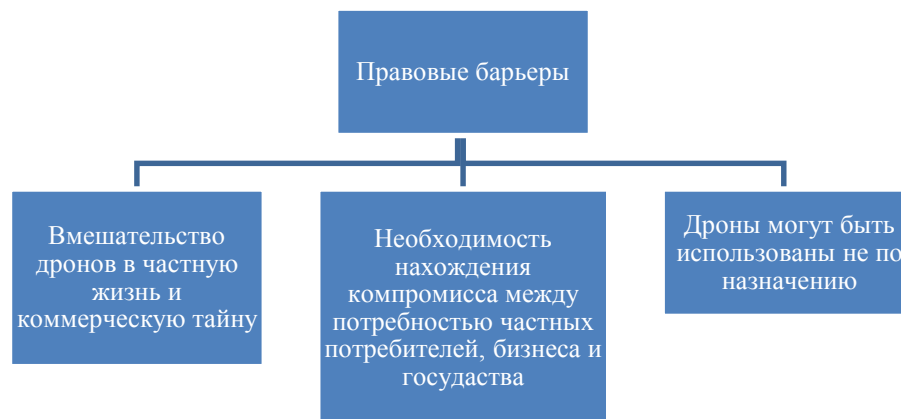 Правовые барьеры
Вмешательство
дронов в частную
жизнь и
коммерческую тайну
Необходимость
нахождения
компромисса между
потребностью частных
потребителей, бизнеса и
госудаства
Дроны могут быть
использованы не по
назначению